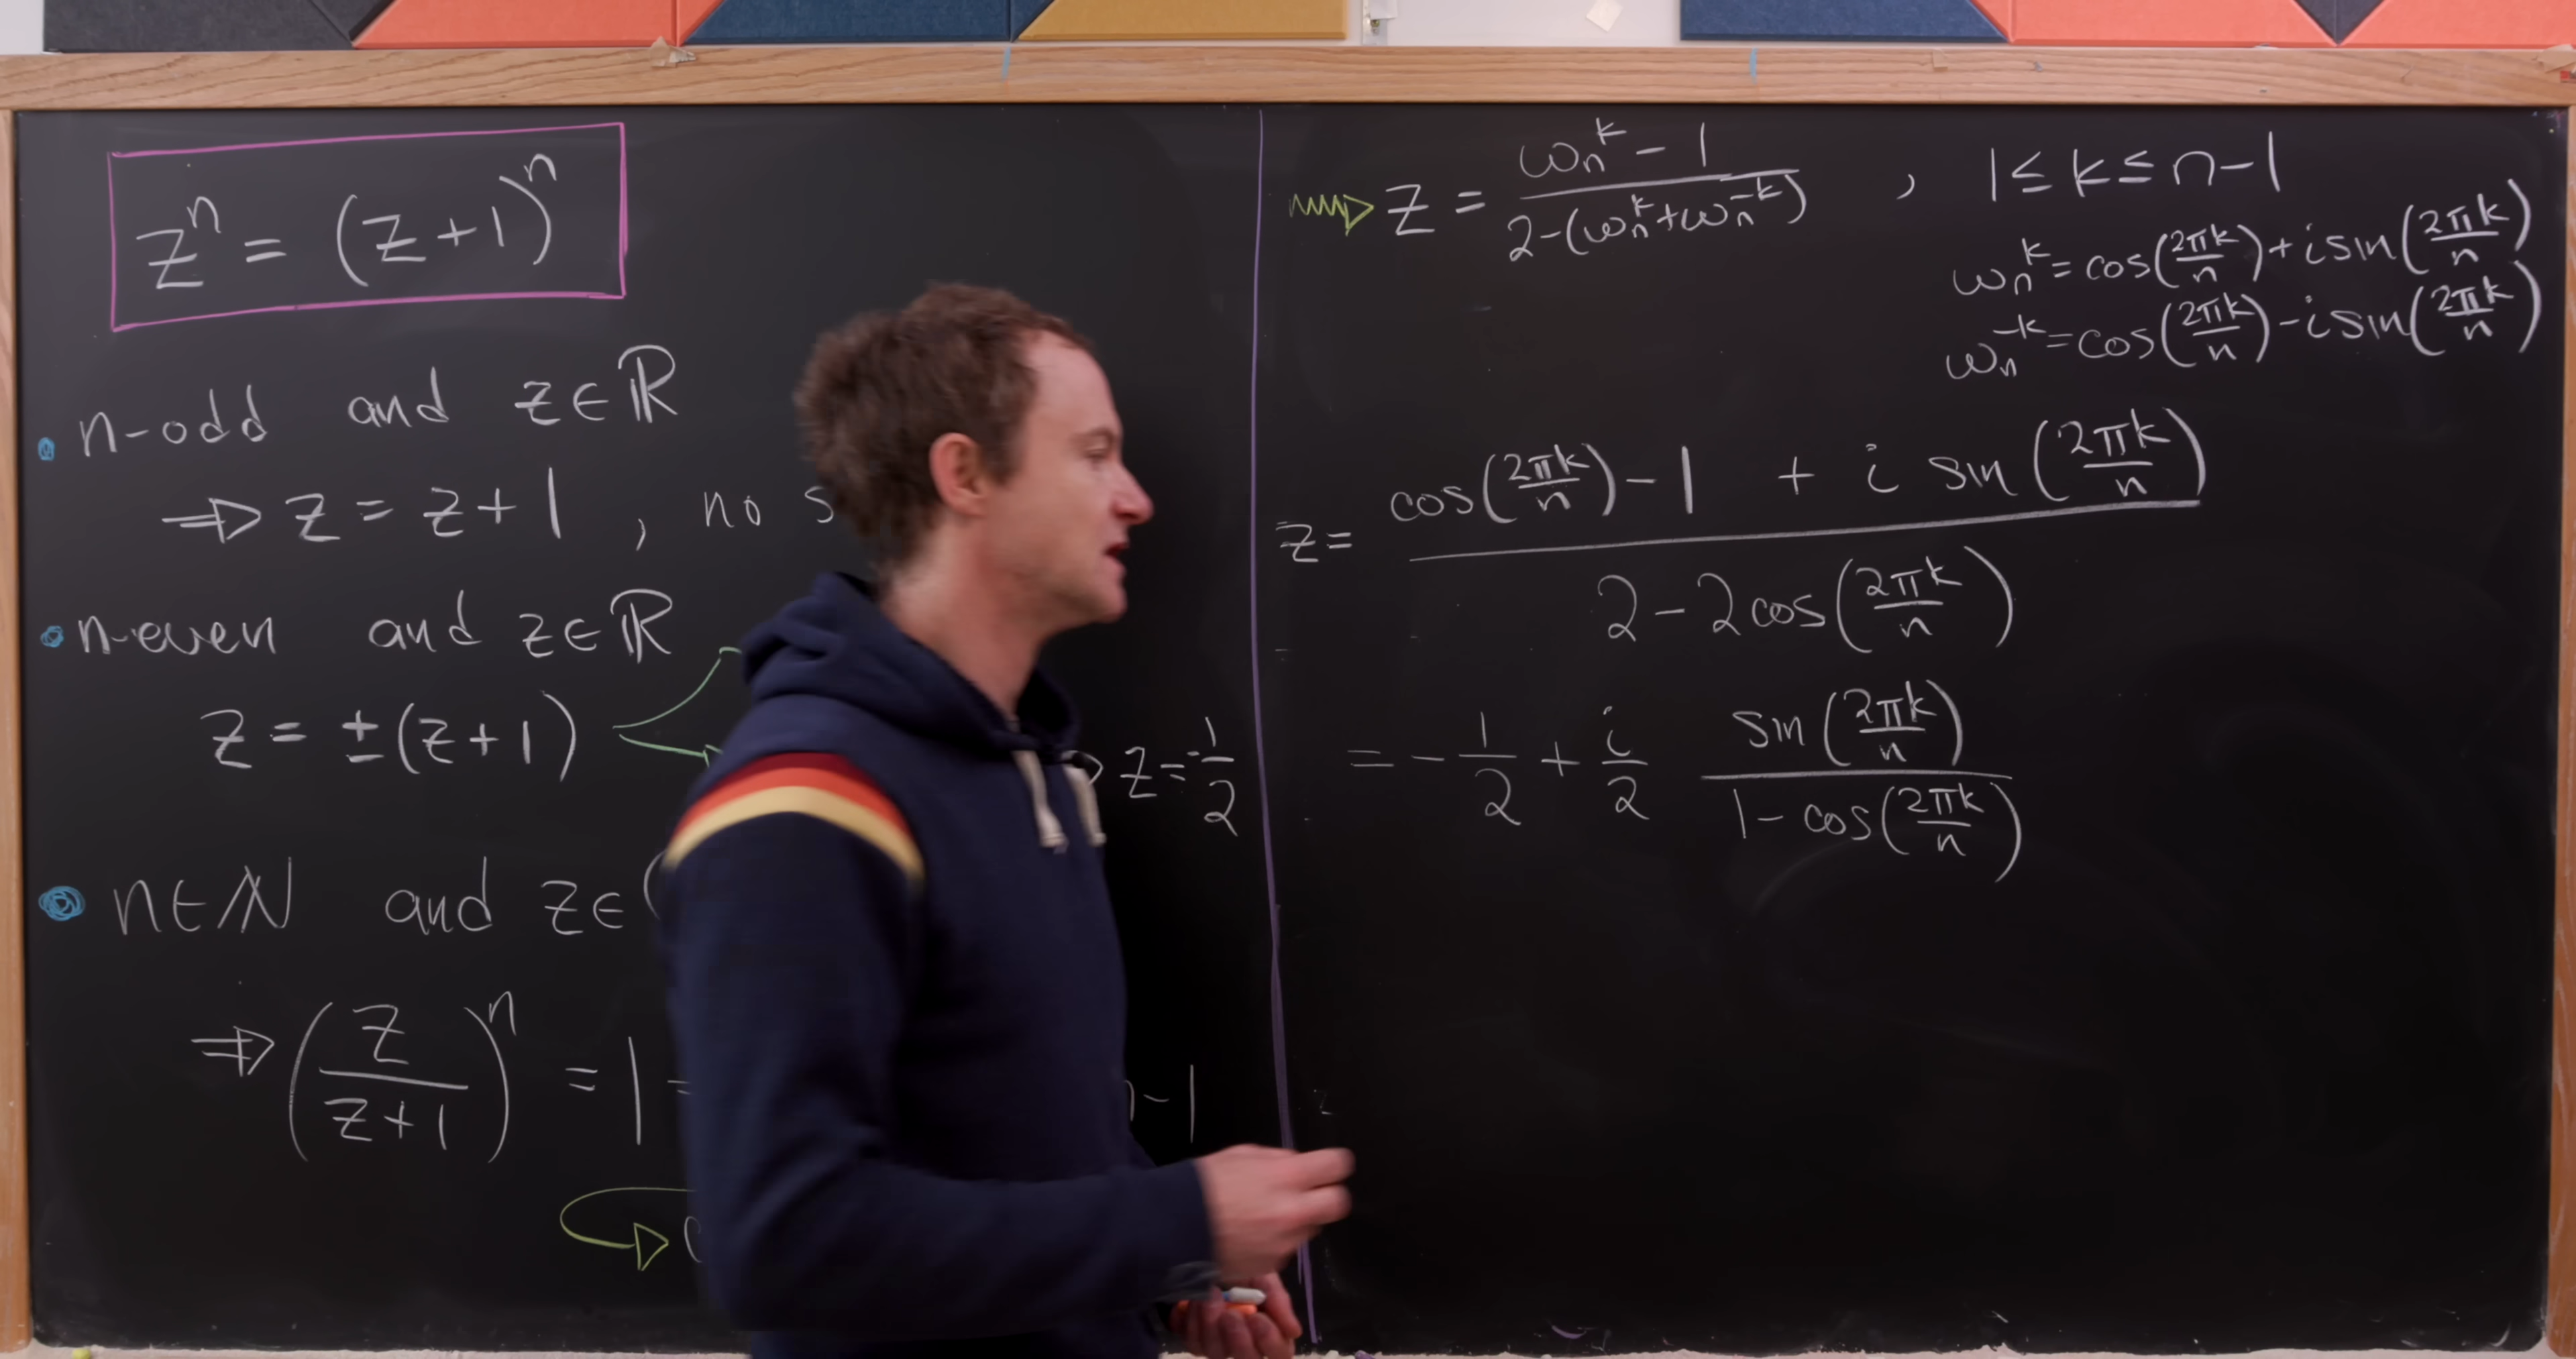 zⁿ = (z+1)ⁿ
n-odd and z∈ℝ
⇒ z = z+1 , no
n-even and z∈ℝ
z = ±(z+1)
z = -1/2
n∈ℕ and z∈
⇒ (z/(z+1))ⁿ = 1 =
-1
z = (ωₙᵏ - 1)/(2-(ωₙᵏ+ωₙ⁻ᵏ)) , 1 ≤ k ≤ n-1
ωₙᵏ = cos(2πk/n) + i sin(2πk/n)
ωₙ⁻ᵏ = cos(2πk/n) - i sin(2πk/n)
z = (cos(2πk/n) - 1 + i sin(2πk/n))/(2 - 2cos(2πk/n))
= -1/2 + i/2 sin(2πk/n)/(1 - cos(2πk/n))